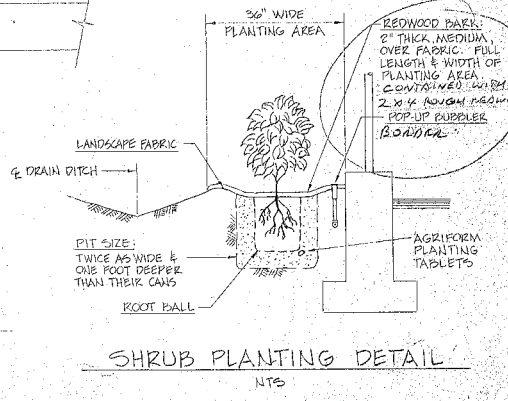 36" WIDE
PLANTING AREA
REDWOOD BARK:
2" THICK, MEDIUM,
OVER FABRIC. FULL
LENGTH & WIDTH OF
PLANTING AREA.
CONTAINED WITH
2 x 4 ROUGH
POP-UP BUBBLER
BORDER
LANDSCAPE FABRIC
℄ DRAIN DITCH
PIT SIZE:
TWICE AS WIDE &
ONE FOOT DEEPER
THAN THEIR CANS
ROOT BALL
AGRIFORM
PLANTING
TABLETS
SHRUB PLANTING DETAIL
NTS